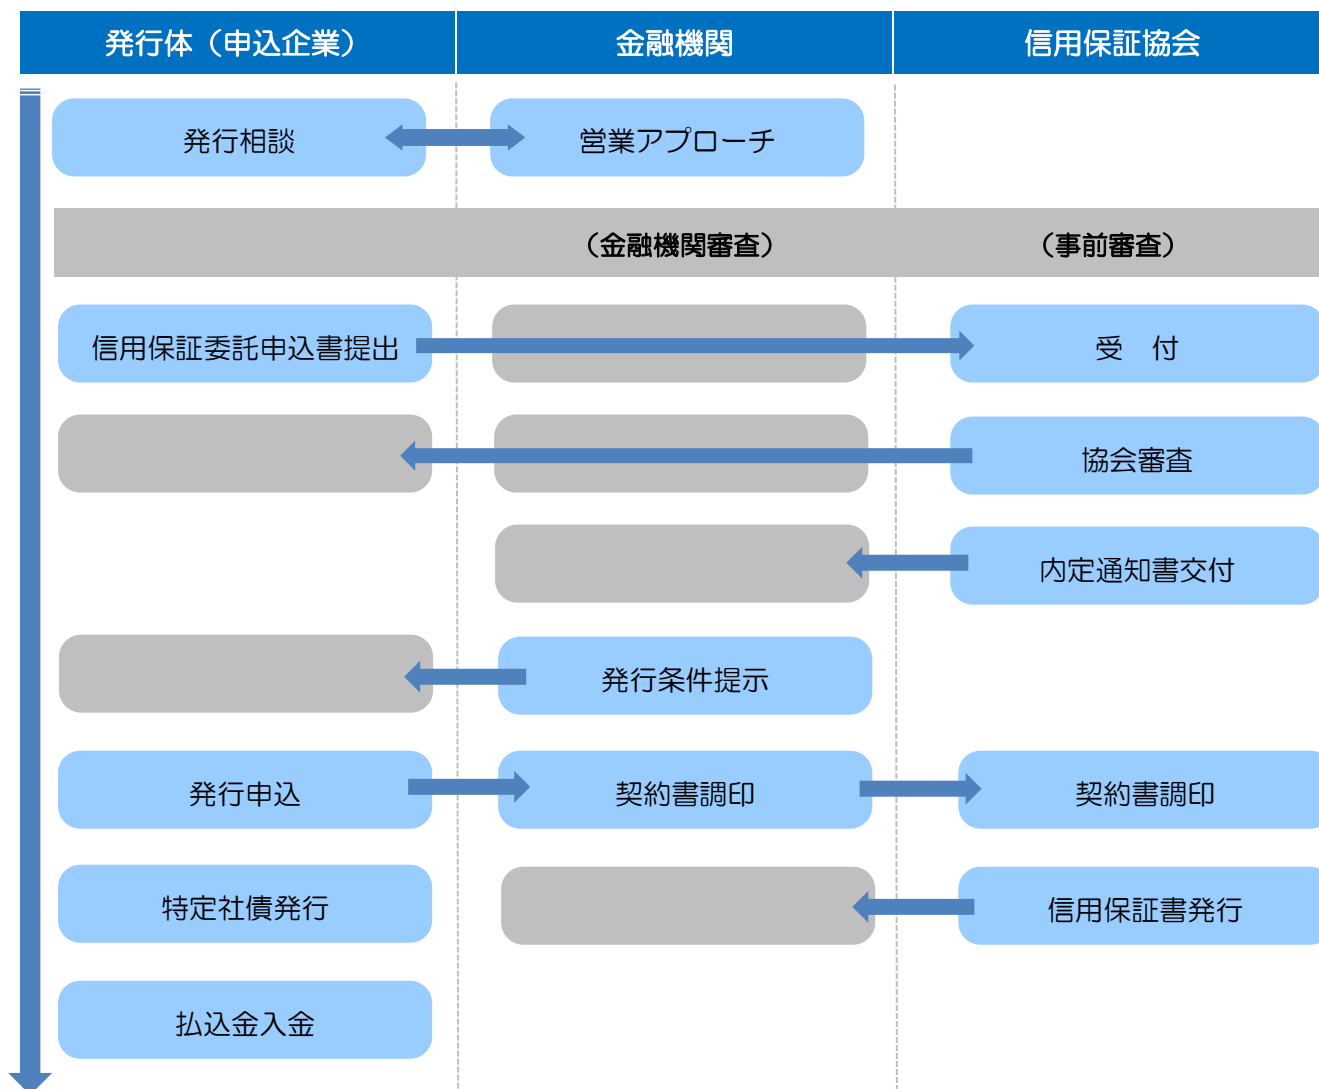 発行体（申込企業）
金融機関
信用保証協会
発行相談
営業アプローチ
（金融機関審査）
（事前審査）
信用保証委託申込書提出
受　付
協会審査
内定通知書交付
発行条件提示
発行申込
契約書調印
契約書調印
特定社債発行
信用保証書発行
払込金入金